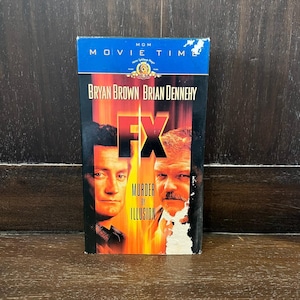 MGM
MOVIE TIME
BRYAN BROWN BRIAN DENNEHY
FX
MURDER
BY
ILLUSION